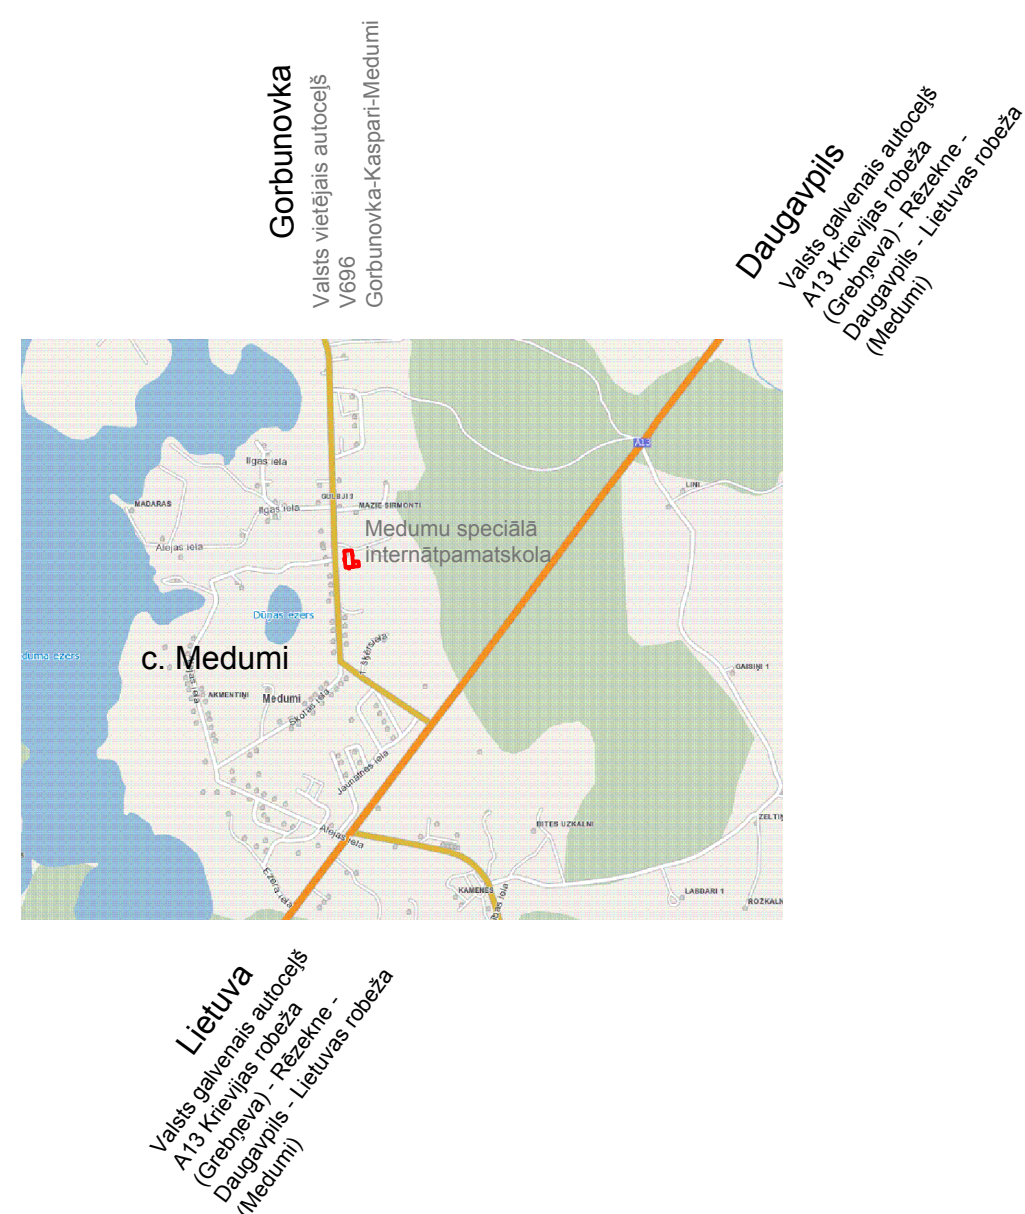 Gorbunovka
Valsts vietējais autoceļš
V696
Gorbunovka-Kaspari-Medumi
Daugavpils
Valsts galvenais autoceļš
A13 Krievijas robeža
(Grebņeva) - Rēzekne -
Daugavpils - Lietuvas robeža
(Medumi)
A13
Ilgas iela
LINI
GULBJI 3
MADARAS
Ilgas iela
MAZIE SIRMONTI
Medumu speciālā
internātpamatskola
Alejas iela
Dūņas ezers
c. Medumi
ezers
GAISIŅI 1
AKMENTIŅI
Medumi
Skolas iela
Jaunatnes iela
Alejas iela
BITES UZKALNI
Ezera iela
KAMENES
LABDARI 1
Lietuva
Valsts galvenais autoceļš
A13 Krievijas robeža
(Grebņeva) - Rēzekne -
Daugavpils - Lietuvas robeža
(Medumi)